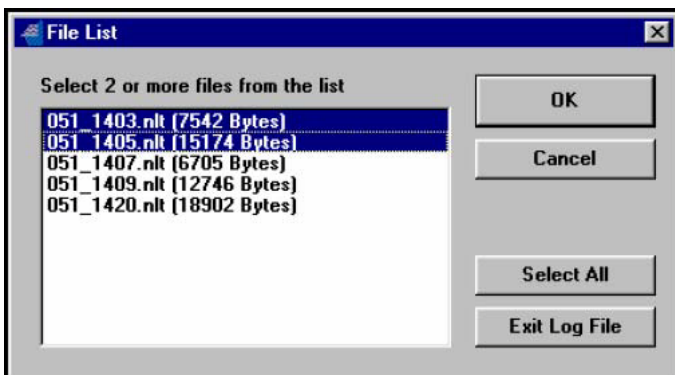 File List
Select 2 or more files from the list
051_1403.nlt (7542 Bytes)
051_1405.nlt (15174 Bytes)
051_1407.nlt (6705 Bytes)
051_1409.nlt (12746 Bytes)
051_1420.nlt (18902 Bytes)
OK
Cancel
Select All
Exit Log File